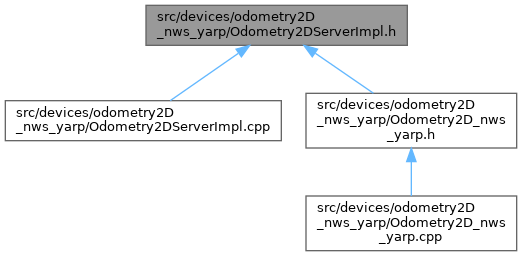 src/devices/odometry2D
_nws_yarp/Odometry2DServerImpl.h
src/devices/odometry2D
_nws_yarp/Odometry2DServerImpl.cpp
src/devices/odometry2D
_nws_yarp/Odometry2D_nws
_yarp.h
src/devices/odometry2D
_nws_yarp/Odometry2D_nws
_yarp.cpp